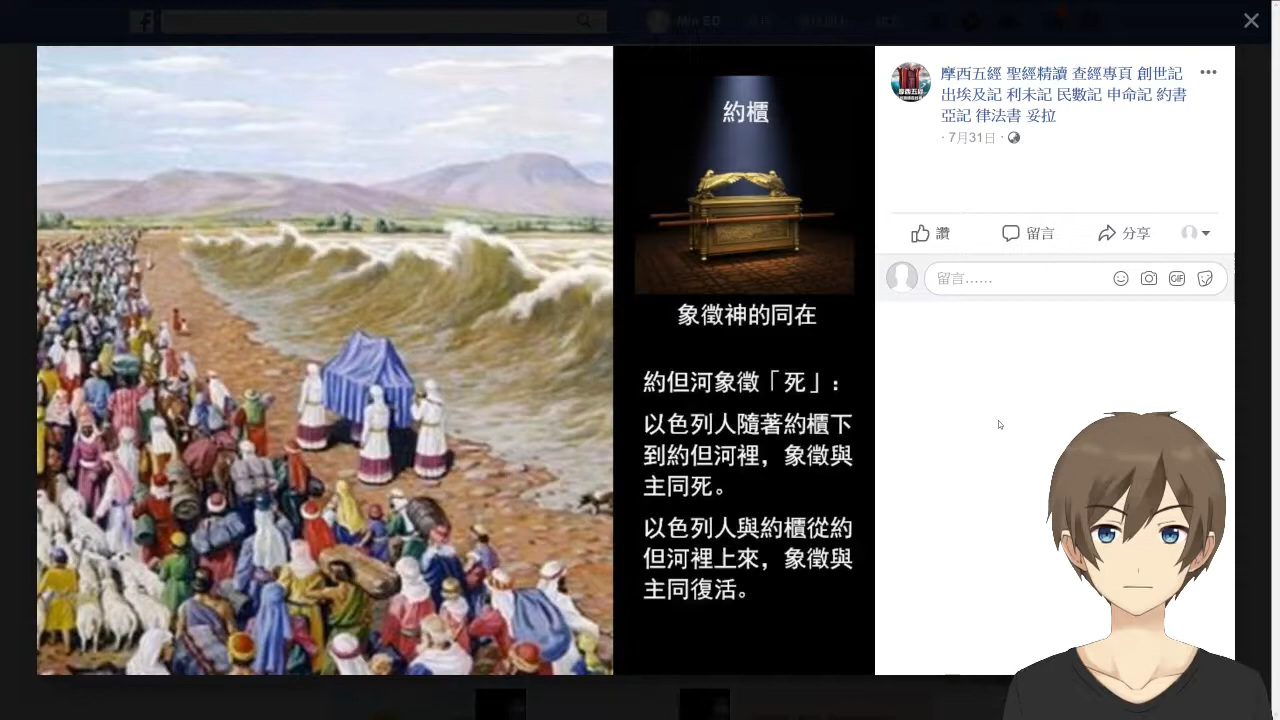 約櫃
象徵神的同在
約但河象徵「死」：
以色列人隨著約櫃下
到約但河裡，象徵與
主同死。
以色列人與約櫃從約
但河裡上來，象徵與
主同復活。
摩西五經 聖經精讀 查經專頁 創世記
出埃及記 利未記 民數記 申命記 約書
亞記 律法書 妥拉
· 7月31日 ·
讚 留言 分享
留言……
GIF